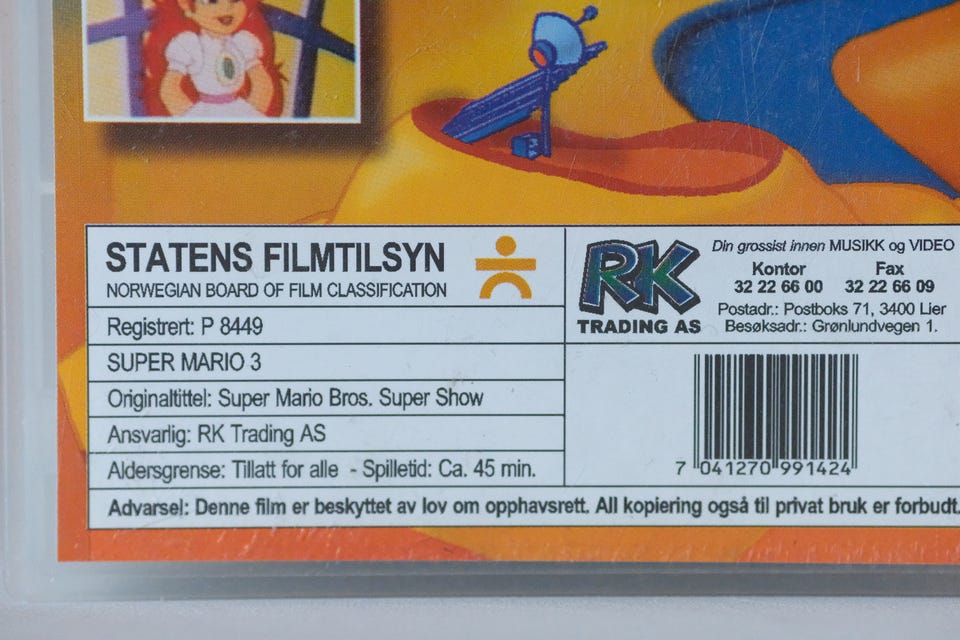 STATENS FILMTILSYN
NORWEGIAN BOARD OF FILM CLASSIFICATION
Registrert: P 8449
SUPER MARIO 3
Originaltittel: Super Mario Bros. Super Show
Ansvarlig: RK Trading AS
Aldersgrense: Tillatt for alle - Spilletid: Ca. 45 min.
RK
TRADING AS
Din grossist innen MUSIKK og VIDEO
Kontor Fax
32 22 66 00 32 22 66 09
Postadr.: Postboks 71, 3400 Lier
Besøksadr.: Grønlundvegen 1.
7 041270 991424
Advarsel: Denne film er beskyttet av lov om opphavsrett. All kopiering også til privat bruk er forbudt.